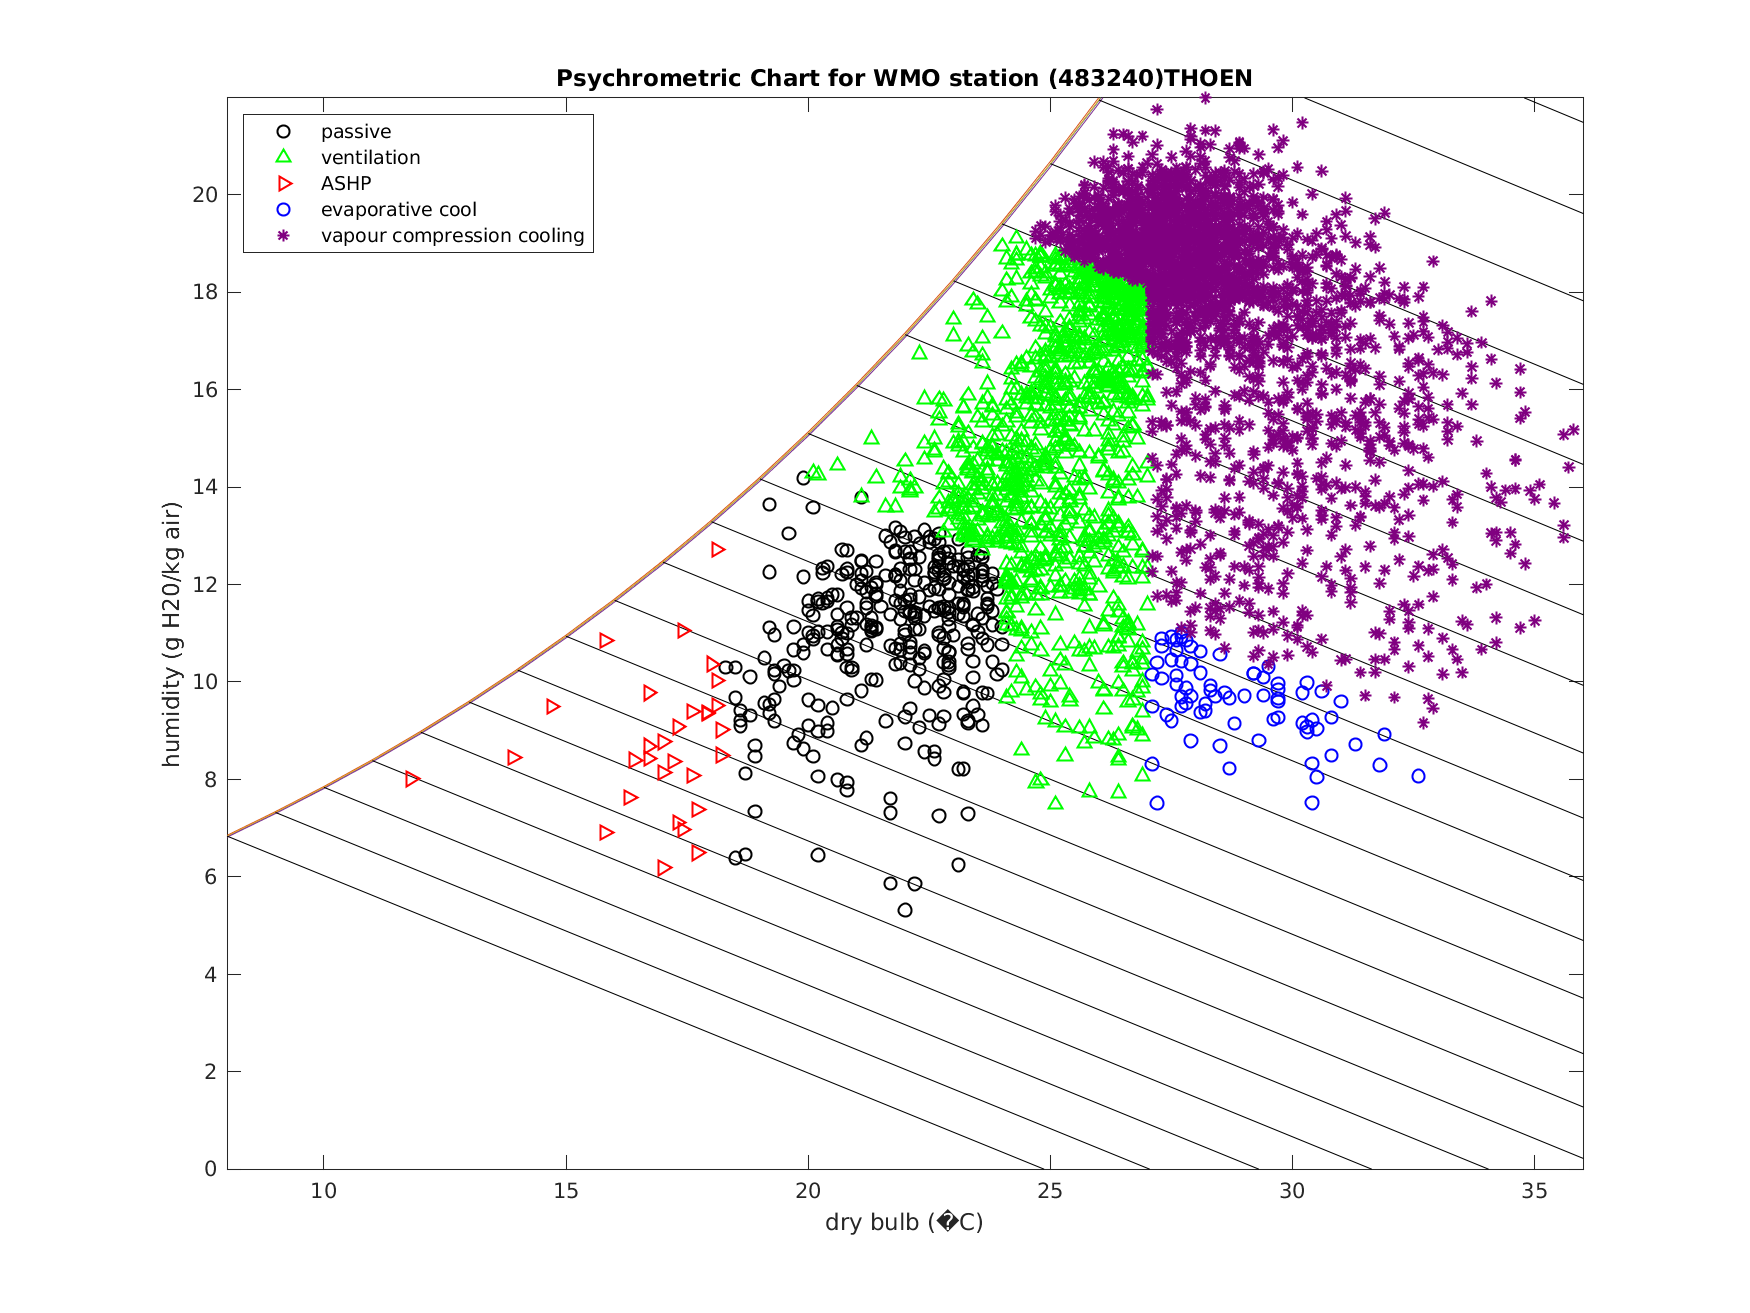 Psychrometric Chart for WMO station (483240)THOEN
passive
ventilation
ASHP
evaporative cool
vapour compression cooling
humidity (g H20/kg air)
20
18
16
14
12
10
8
6
4
2
0
10 15 20 25 30 35
dry bulb (�C)